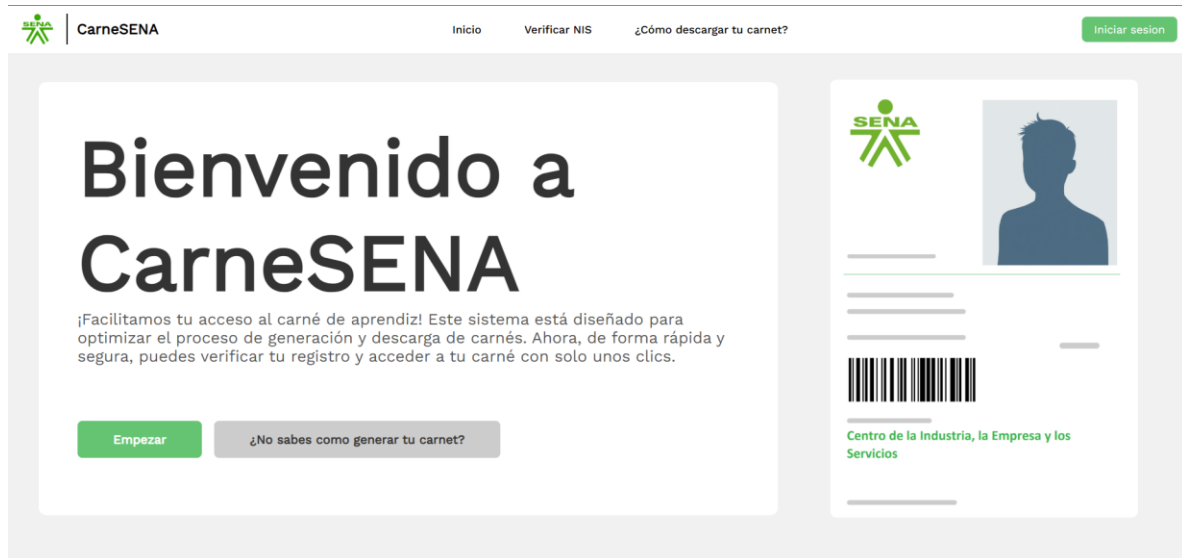 SENA
CarneSENA
Inicio
Verificar NIS
¿Cómo descargar tu carnet?
Iniciar sesion
Bienvenido a
CarneSENA
¡Facilitamos tu acceso al carné de aprendiz! Este sistema está diseñado para
optimizar el proceso de generación y descarga de carnés. Ahora, de forma rápida y
segura, puedes verificar tu registro y acceder a tu carné con solo unos clics.
Empezar
¿No sabes como generar tu carnet?
SENA
Centro de la Industria, la Empresa y los
Servicios